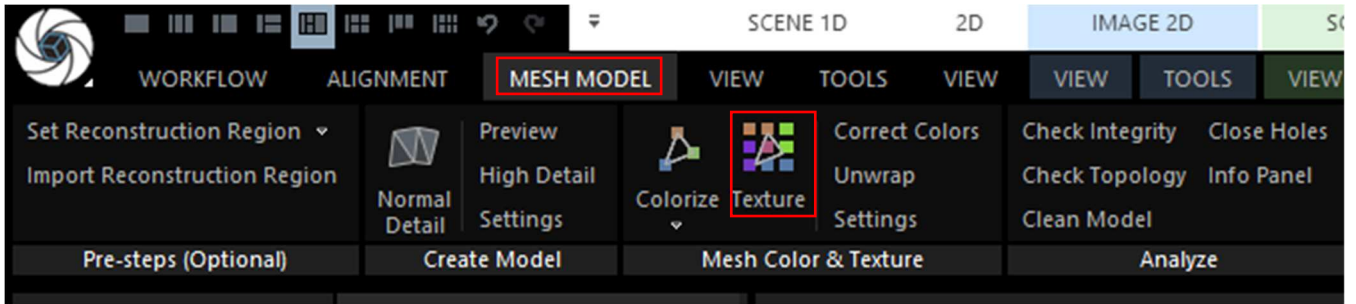 SCENE 1D 2D IMAGE 2D
WORKFLOW ALIGNMENT MESH MODEL VIEW TOOLS VIEW VIEW TOOLS VIEW
Set Reconstruction Region
Import Reconstruction Region
Pre-steps (Optional)
Normal
Detail
Preview
High Detail
Settings
Create Model
Colorize
Texture
Correct Colors
Unwrap
Settings
Mesh Color & Texture
Check Integrity
Check Topology
Clean Model
Close Holes
Info Panel
Analyze